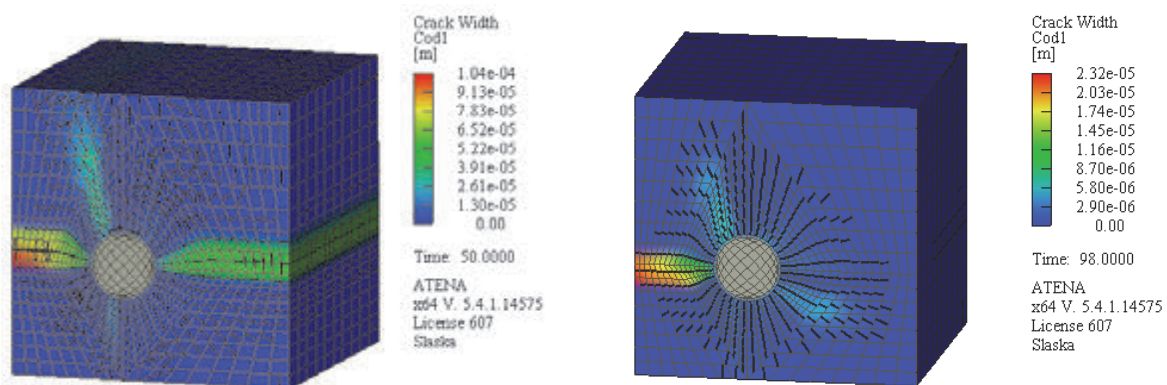 Crack Width
Cod1
[m]
1.04e-04
9.13e-05
7.83e-05
6.52e-05
5.22e-05
3.91e-05
2.61e-05
1.30e-05
0.00
Time: 50.0000
ATENA
x64 V. 5.4.1.14575
License 607
Slaska
Crack Width
Cod1
[m]
2.32e-05
2.03e-05
1.74e-05
1.45e-05
1.16e-05
8.70e-06
5.80e-06
2.90e-06
0.00
Time: 98.0000
ATENA
x64 V. 5.4.1.14575
License 607
Slaska